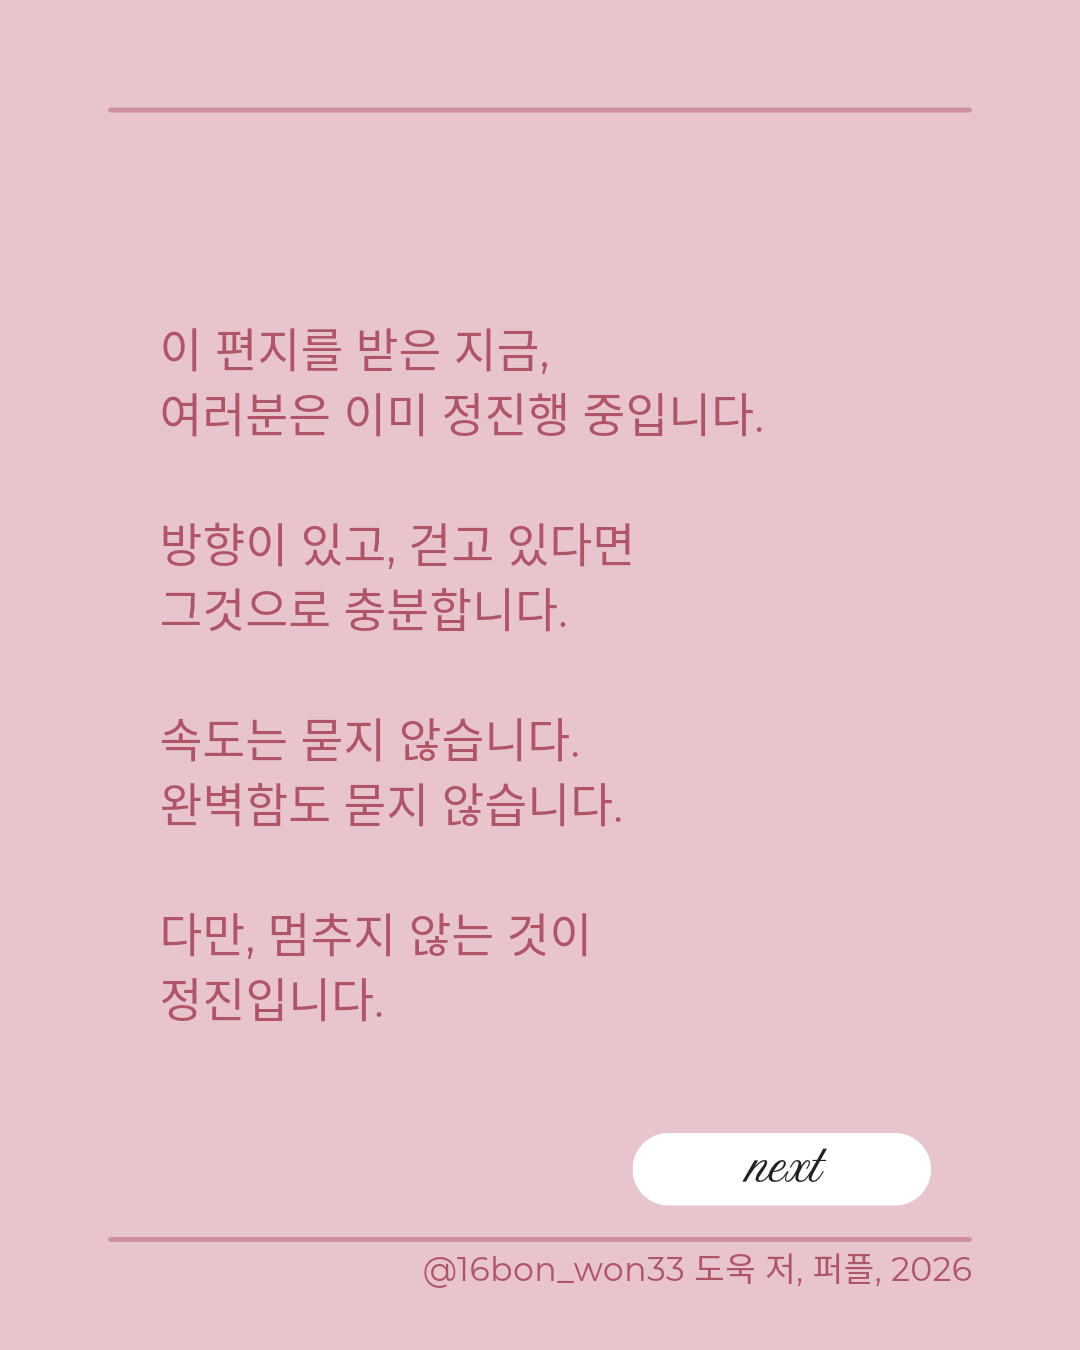 이 편지를 받은 지금,
여러분은 이미 정진행 중입니다.
방향이 있고, 걷고 있다면
그것으로 충분합니다.
속도는 묻지 않습니다.
완벽함도 묻지 않습니다.
다만, 멈추지 않는 것이
정진입니다.
next
@16bon_won33 도욱 저, 퍼플, 2026